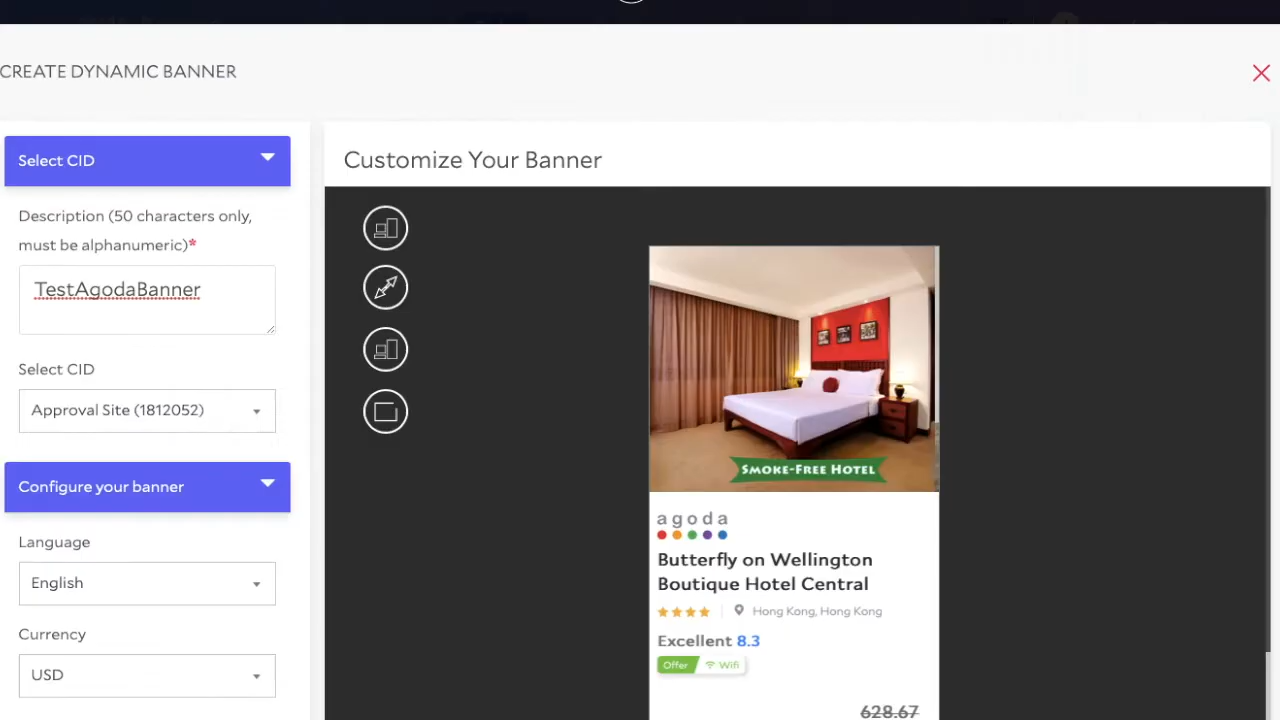 CREATE DYNAMIC BANNER
Select CID
Description (50 characters only,
must be alphanumeric)*
TestAgodaBanner
Select CID
Approval Site (1812052)
Configure your banner
Language
English
Currency
USD
Customize Your Banner
SMOKE-FREE HOTEL
agoda
Butterfly on Wellington
Boutique Hotel Central
Hong Kong, Hong Kong
Excellent 8.3
Offer Wifi
628.67